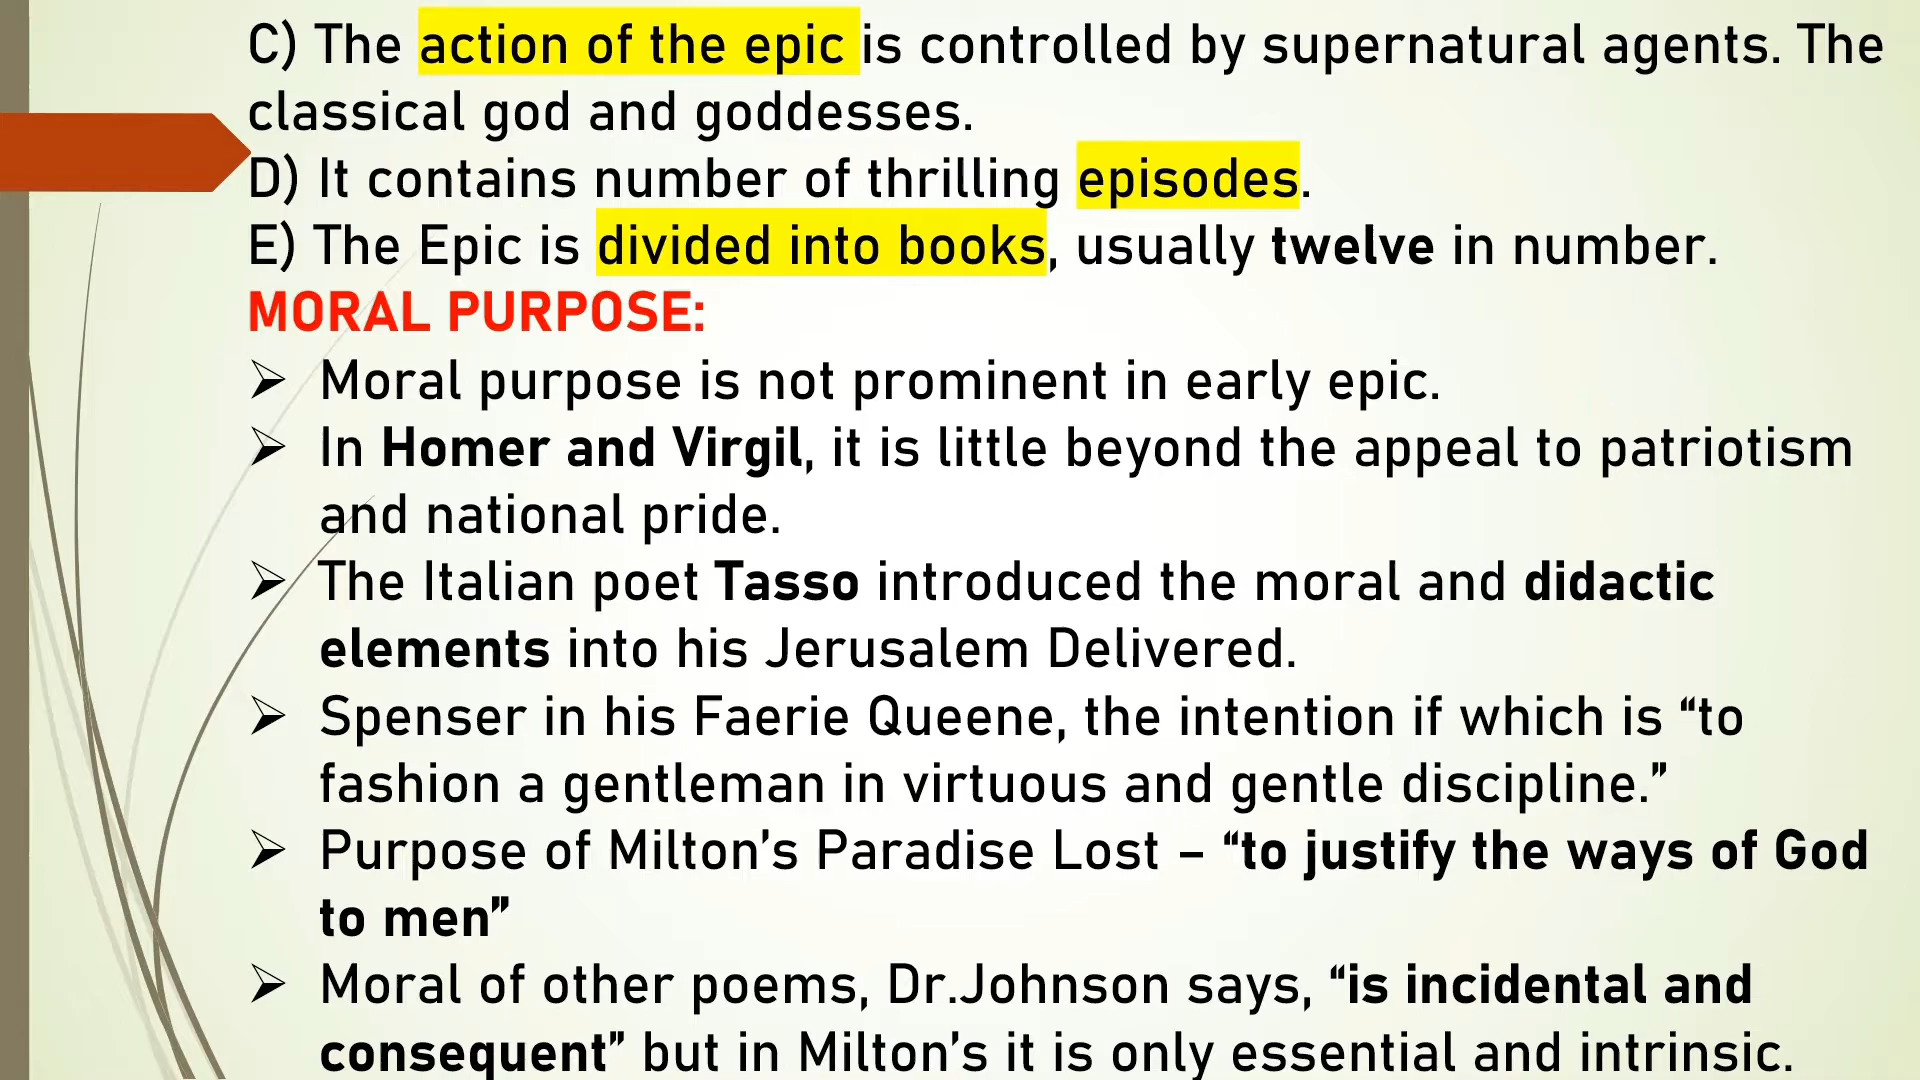 C) The action of the epic is controlled by supernatural agents. The
classical god and goddesses.
D) It contains number of thrilling episodes.
E) The Epic is divided into books, usually twelve in number.
MORAL PURPOSE:
➢ Moral purpose is not prominent in early epic.
➢ In Homer and Virgil, it is little beyond the appeal to patriotism
and national pride.
➢ The Italian poet Tasso introduced the moral and didactic
elements into his Jerusalem Delivered.
➢ Spenser in his Faerie Queene, the intention if which is “to
fashion a gentleman in virtuous and gentle discipline.”
➢ Purpose of Milton’s Paradise Lost – “to justify the ways of God
to men”
➢ Moral of other poems, Dr.Johnson says, “is incidental and
consequent” but in Milton’s it is only essential and intrinsic.